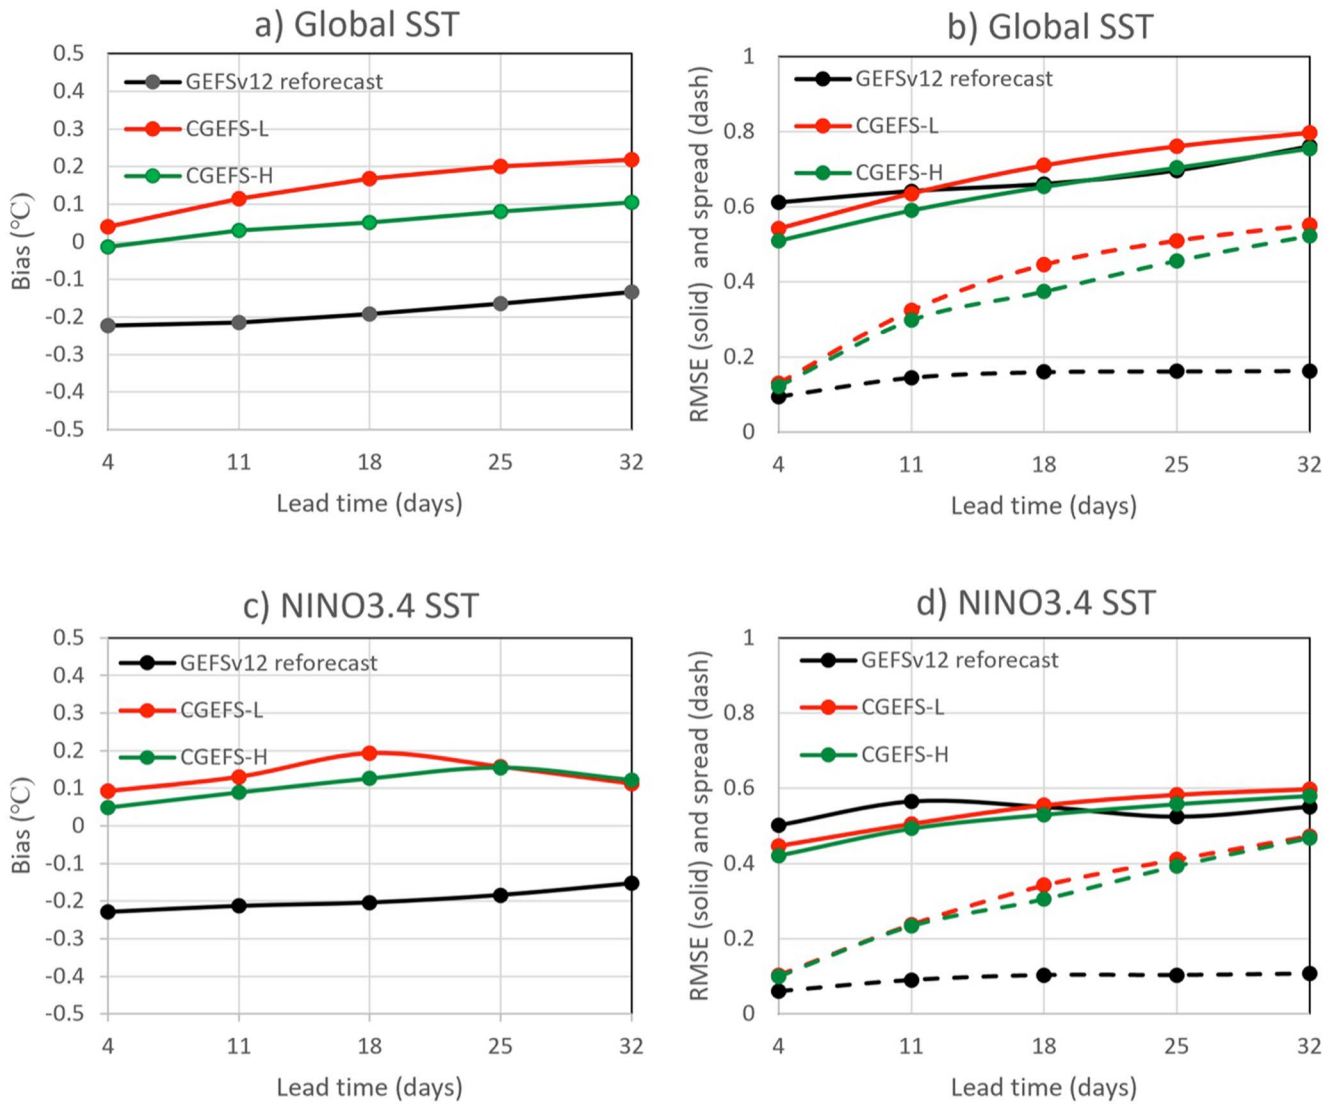 a) Global SST
0.5
0.4
0.3
0.2
0.1
0
-0.1
-0.2
-0.3
-0.4
-0.5
Bias (°C)
GEFSv12 reforecast
CGEFS-L
CGEFS-H
4 11 18 25 32
Lead time (days)
b) Global SST
1
0.8
0.6
0.4
0.2
0
RMSE (solid) and spread (dash)
GEFSv12 reforecast
CGEFS-L
CGEFS-H
4 11 18 25 32
Lead time (days)
c) NINO3.4 SST
0.5
0.4
0.3
0.2
0.1
0
-0.1
-0.2
-0.3
-0.4
-0.5
Bias (°C)
GEFSv12 reforecast
CGEFS-L
CGEFS-H
4 11 18 25 32
Lead time (days)
d) NINO3.4 SST
1
0.8
0.6
0.4
0.2
0
RMSE (solid) and spread (dash)
GEFSv12 reforecast
CGEFS-L
CGEFS-H
4 11 18 25 32
Lead time (days)